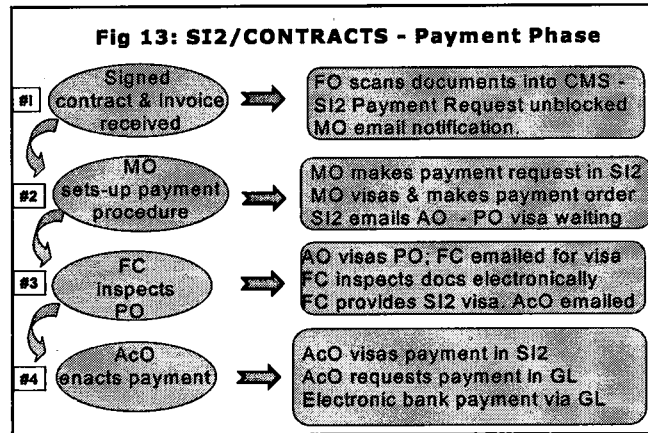 Fig 13: SI2/CONTRACTS - Payment Phase
#1
Signed
contract & invoice
received
FO scans documents into CMS -
SI2 Payment Request unblocked
MO email notification.
#2
MO
sets-up payment
procedure
MO makes payment request in SI2
MO visas & makes payment order
SI2 emails AO - PO visa waiting
#3
FC
inspects
PO
AO visas PO; FC emailed for visa
FC inspects docs electronically
FC provides SI2 visa. AcO emailed
#4
AcO
enacts payment
AcO visas payment in SI2
AcO requests payment in GL
Electronic bank payment via GL